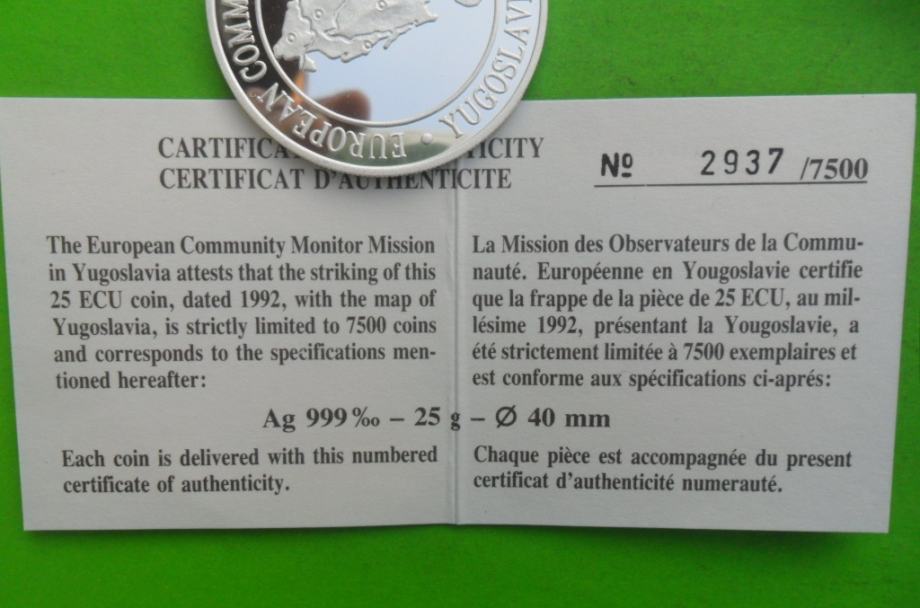 EUROPEAN COMM
YUGOSLAVI
CARTIFICA TICITY
CERTIFICAT D'AUTHENTICITE
Nº 2937 /7500
The European Community Monitor Mission
in Yugoslavia attests that the striking of this
25 ECU coin, dated 1992, with the map of
Yugoslavia, is strictly limited to 7500 coins
and corresponds to the specifications men-
tioned hereafter:
La Mission des Observateurs de la Commu-
nauté. Européenne en Yougoslavie certifie
que la frappe de la pièce de 25 ECU, au mil-
lésime 1992, présentant la Yougoslavie, a
été strictement limitée à 7500 exemplaires et
est conforme aux spécifications ci-aprés:
Ag 999‰ – 25 g – Ø 40 mm
Each coin is delivered with this numbered
certificate of authenticity.
Chaque pièce est accompagnée du present
certificat d'authenticité numerauté.